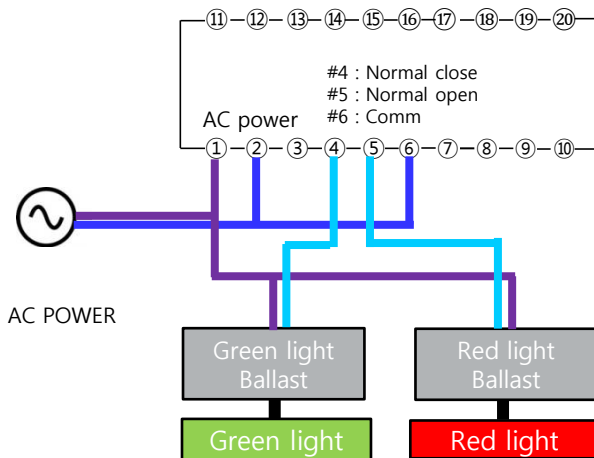 ⑪ ⑫ ⑬ ⑭ ⑮ ⑯ ⑰ ⑱ ⑲ ⑳
#4 : Normal close
#5 : Normal open
#6 : Comm
AC power
① ② ③ ④ ⑤ ⑥ ⑦ ⑧ ⑨ ⑩
AC POWER
Green light
Ballast
Red light
Ballast
Green light
Red light